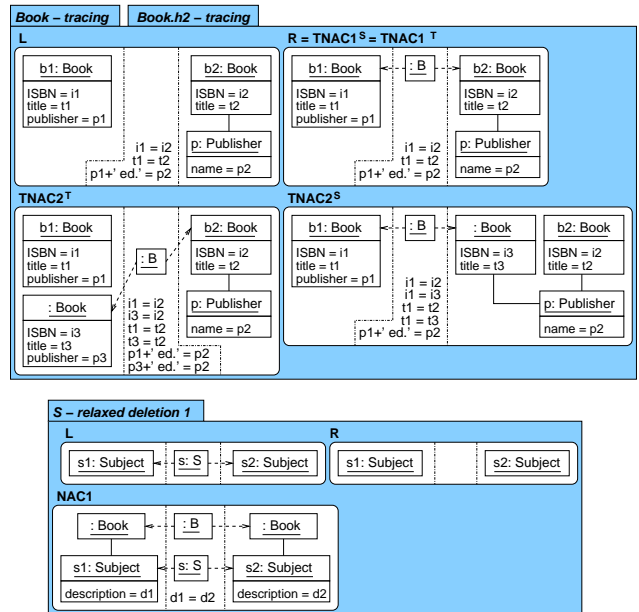 Book – tracing
Book.h2 – tracing
L
b1: Book
ISBN = i1
title = t1
publisher = p1
b2: Book
ISBN = i2
title = t2
p: Publisher
name = p2
i1 = i2
t1 = t2
p1+' ed.' = p2
R = TNAC1 S = TNAC1 T
b1: Book
ISBN = i1
title = t1
publisher = p1
: B
b2: Book
ISBN = i2
title = t2
p: Publisher
name = p2
i1 = i2
t1 = t2
p1+' ed.' = p2
TNAC2 T
b1: Book
ISBN = i1
title = t1
publisher = p1
: Book
ISBN = i3
title = t3
publisher = p3
: B
b2: Book
ISBN = i2
title = t2
p: Publisher
name = p2
i1 = i2
i3 = i2
t1 = t2
t3 = t2
p1+' ed.' = p2
p3+' ed.' = p2
TNAC2 S
b1: Book
ISBN = i1
title = t1
publisher = p1
: B
: Book
ISBN = i3
title = t3
b2: Book
ISBN = i2
title = t2
p: Publisher
name = p2
i1 = i2
i1 = i3
t1 = t2
t1 = t3
p1+' ed.' = p2
S – relaxed deletion 1
L
s1: Subject
s: S
s2: Subject
R
s1: Subject
s2: Subject
NAC1
: Book
: B
: Book
s1: Subject
description = d1
s: S
d1 = d2
s2: Subject
description = d2